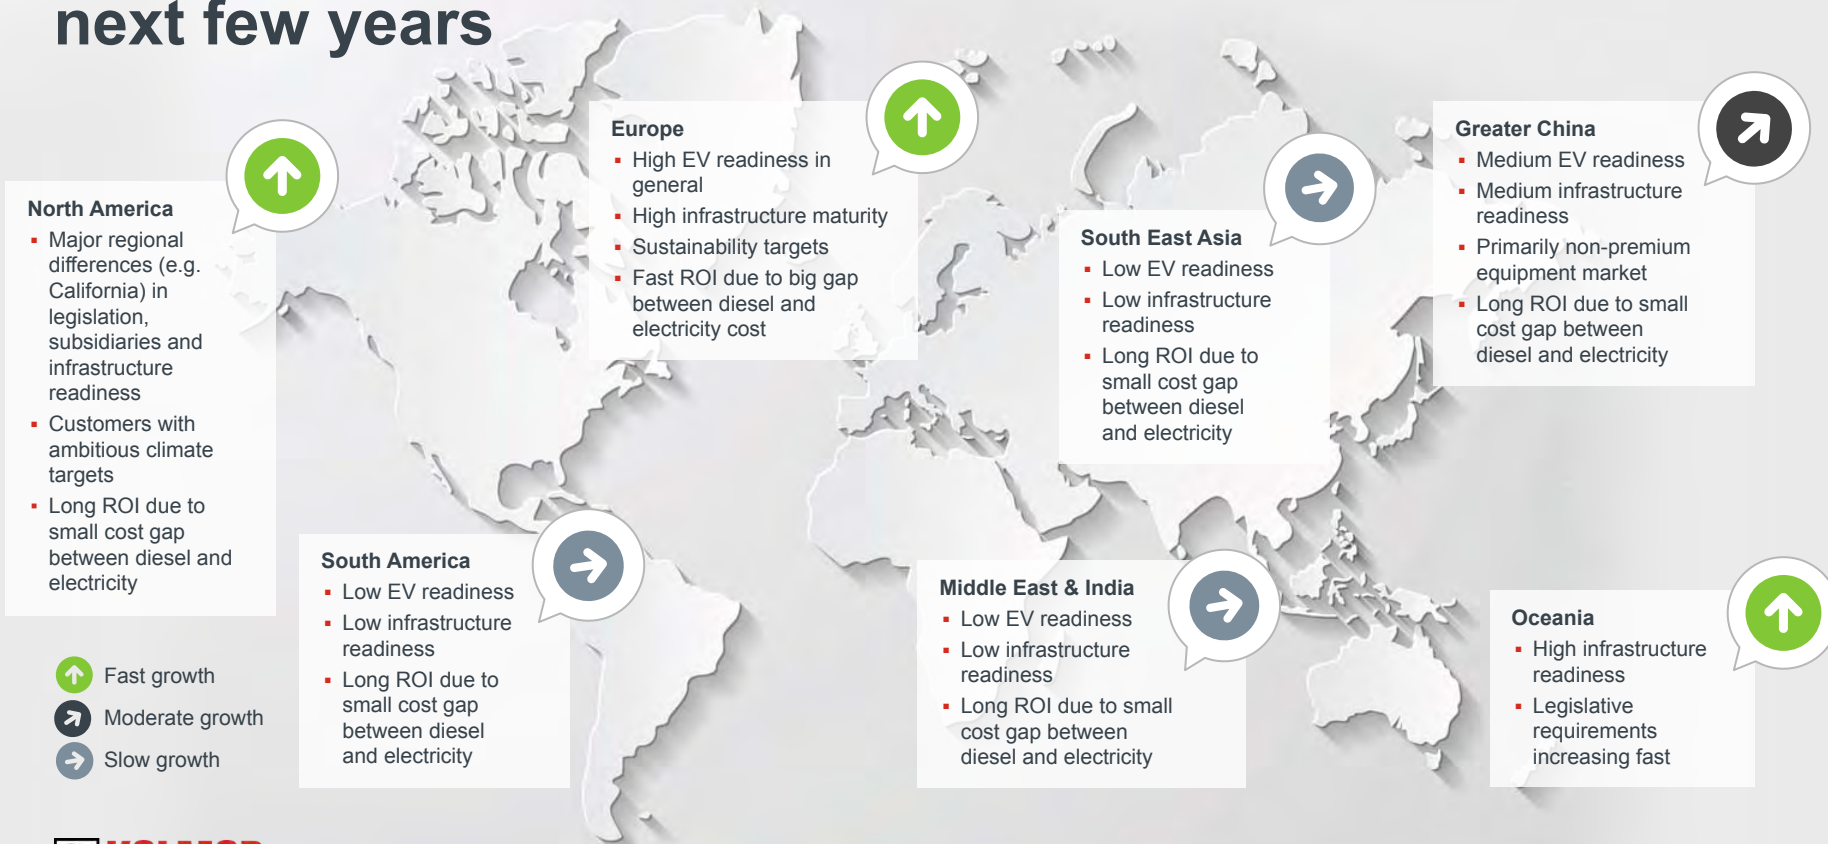 next few years
North America
Major regional
differences (e.g.
California) in
legislation,
subsidiaries and
infrastructure
readiness
Customers with
ambitious climate
targets
Long ROI due to
small cost gap
between diesel and
electricity
Europe
High EV readiness in
general
High infrastructure maturity
Sustainability targets
Fast ROI due to big gap
between diesel and
electricity cost
South East Asia
Low EV readiness
Low infrastructure
readiness
Long ROI due to
small cost gap
between diesel
and electricity
Greater China
Medium EV readiness
Medium infrastructure
readiness
Primarily non-premium
equipment market
Long ROI due to small
cost gap between
diesel and electricity
South America
Low EV readiness
Low infrastructure
readiness
Long ROI due to
small cost gap
between diesel
and electricity
Middle East & India
Low EV readiness
Low infrastructure
readiness
Long ROI due to small
cost gap between
diesel and electricity
Oceania
High infrastructure
readiness
Legislative
requirements
increasing fast
Fast growth
Moderate growth
Slow growth